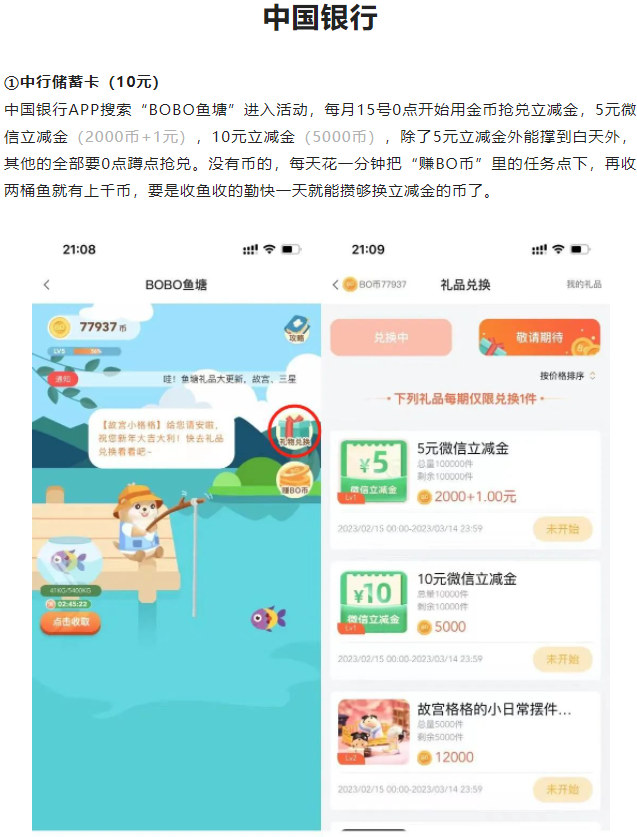 中国银行
①中行储蓄卡（10元）
中国银行APP搜索“BOBO鱼塘”进入活动，每月15号0点开始用金币抢兑立减金，5元微
信立减金（2000币+1元），10元立减金（5000币），除了5元立减金外能撑到白天外，
其他的全部要0点蹲点抢兑。没有币的，每天花一分钟把“赚BO币”里的任务点下，再收
两桶鱼就有上千币，要是收鱼收的勤快一天就能攒够换立减金的币了。
21:08
BOBO鱼塘
77937币
攻略
LV5 36%
通知
哇！鱼塘礼品大更新，故宫、三星
【故宫小格格】给您请安啦，
祝您新年大吉大利！快去礼品
兑换看看吧~
礼物兑换
赚BO币
41KG/5400KG
02:45:22
点击收取
21:09
BO币77937
礼品兑换
我的礼品
兑换中
敬请期待
按价格排序
下列礼品每期仅限兑换1件
¥5
微信立减金
Lv1
5元微信立减金
总量100000件
剩余100000件
2000+1.00元
2023/02/15 00:00-2023/03/14 23:59
未开始
¥10
微信立减金
Lv1
10元微信立减金
总量10000件
剩余10000件
5000
2023/02/15 00:00-2023/03/14 23:59
未开始
Lv2
故宫格格的小日常摆件...
总量5000件
剩余5000件
12000
2023/02/15 00:00-2023/03/14 23:59
未开始